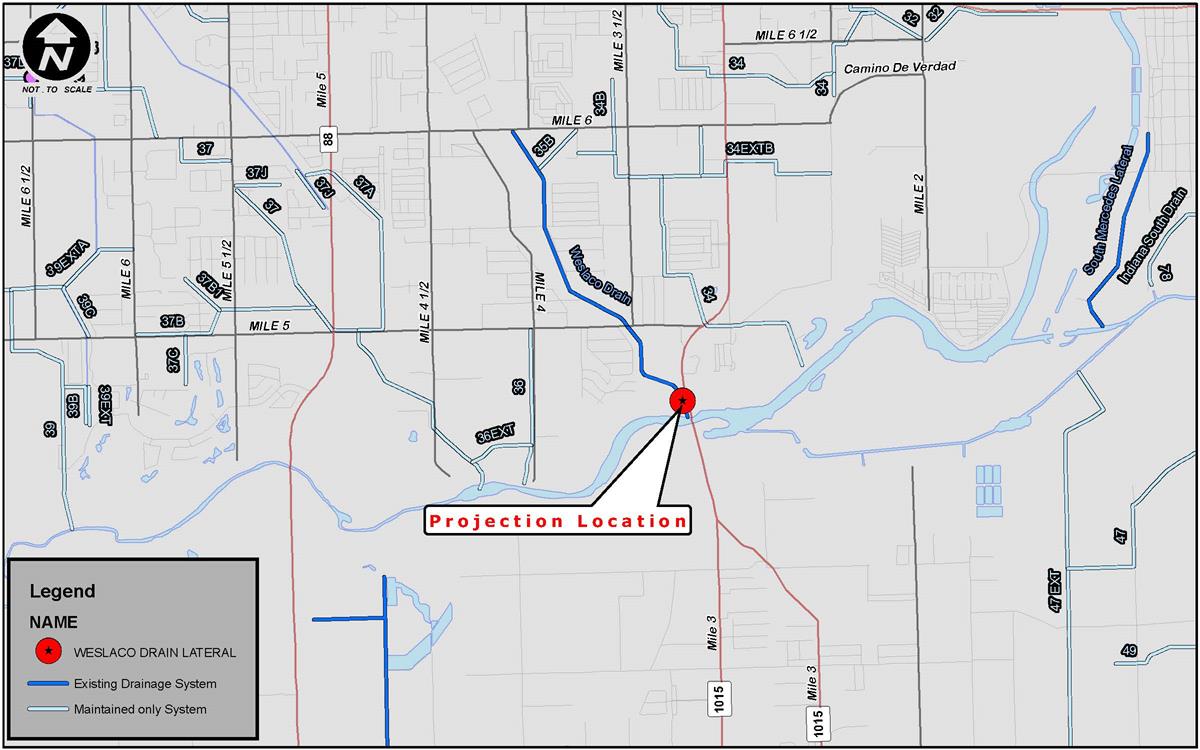 32
32
MILE 6 1/2
N
NOT TO SCALE
MILE 3 1/2
34
34
Camino De Verdad
Mile 5
34B
MILE 6
88
35B
34EXTB
37
37J
37J
37A
37
MILE 6 1/2
MILE 2
South Mercedes Lateral
Indiana South Drain
78
39EXTA
MILE 6
MILE 5 1/2
37BJ
Weslaco Drain
MILE 4
MILE 4 1/2
34
39C
37B
MILE 5
37C
36
39B
39EXT
39
36EXT
Projection Location
47
47 EXT
49
Mile 3
Mile 3
1015
1015
Legend
NAME
WESLACO DRAIN LATERAL
Existing Drainage System
Maintained only System